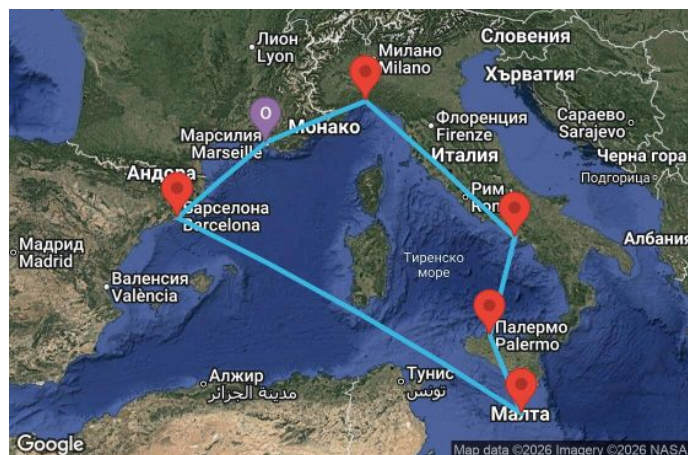 Лион
Lyon
Милано
Milano
Словения
Хърватия
O
Марсилия
Marseille
Монако
Флоренция
Firenze
Сараево
Sarajevo
Италия
Черна гора
Подгорица
Андора
Рим
Барселона
Barcelona
Мадрид
Madrid
Албания
Тиренско
море
Валенсия
València
Палермо
Palermo
Алжир
مدينة الجزائر
Тунис
تونس
Малта
Google
Map data ©2026 Imagery ©2026 NASA